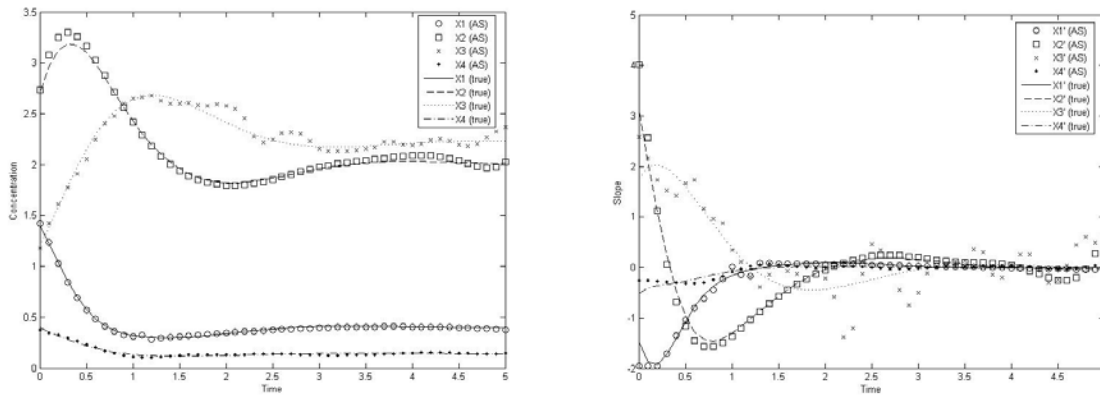 3.5
3
2.5
2
1.5
1
0.5
0
Concentration
0 0.5 1 1.5 2 2.5 3 3.5 4 4.5 5
Time
X1 (AS)
X2 (AS)
X3 (AS)
X4 (AS)
X1 (true)
X2 (true)
X3 (true)
X4 (true)
5
4
3
2
1
0
-1
-2
Slope
0 0.5 1 1.5 2 2.5 3 3.5 4 4.5
Time
X1' (AS)
X2' (AS)
X3' (AS)
X4' (AS)
X1' (true)
X2' (true)
X3' (true)
X4' (true)